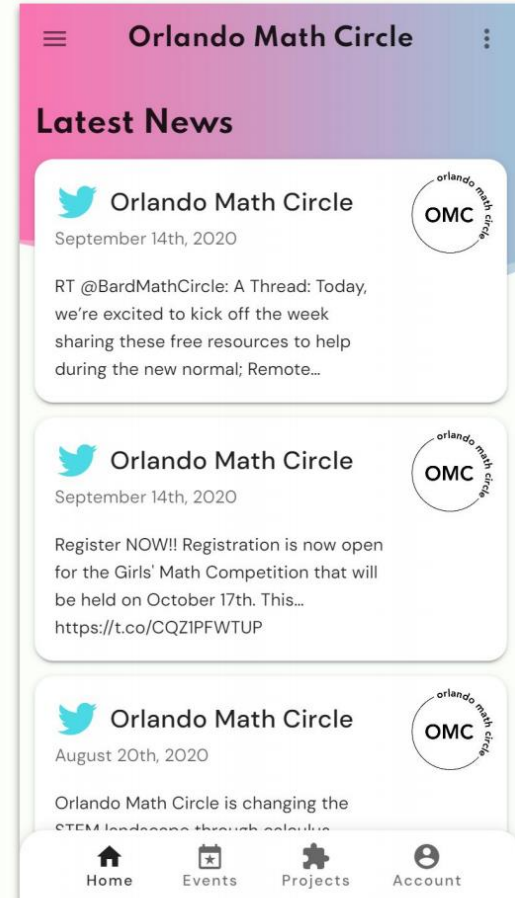 Orlando Math Circle
Latest News
Orlando Math Circle
orlando math circle
OMC
September 14th, 2020
RT @BardMathCircle: A Thread: Today,
we're excited to kick off the week
sharing these free resources to help
during the new normal; Remote...
Orlando Math Circle
orlando math circle
OMC
September 14th, 2020
Register NOW!! Registration is now open
for the Girls' Math Competition that will
be held on October 17th. This...
https://t.co/CQZ1PFWTUP
Orlando Math Circle
orlando math circle
OMC
August 20th, 2020
Orlando Math Circle is changing the
STEM landscape through calculus
Home Events Projects Account